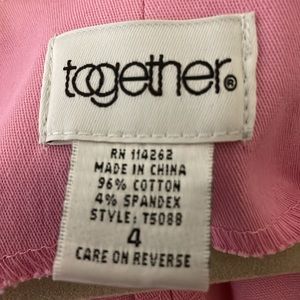 together®
RN 114262
MADE IN CHINA
96% COTTON
4% SPANDEX
STYLE: T5088
4
CARE ON REVERSE